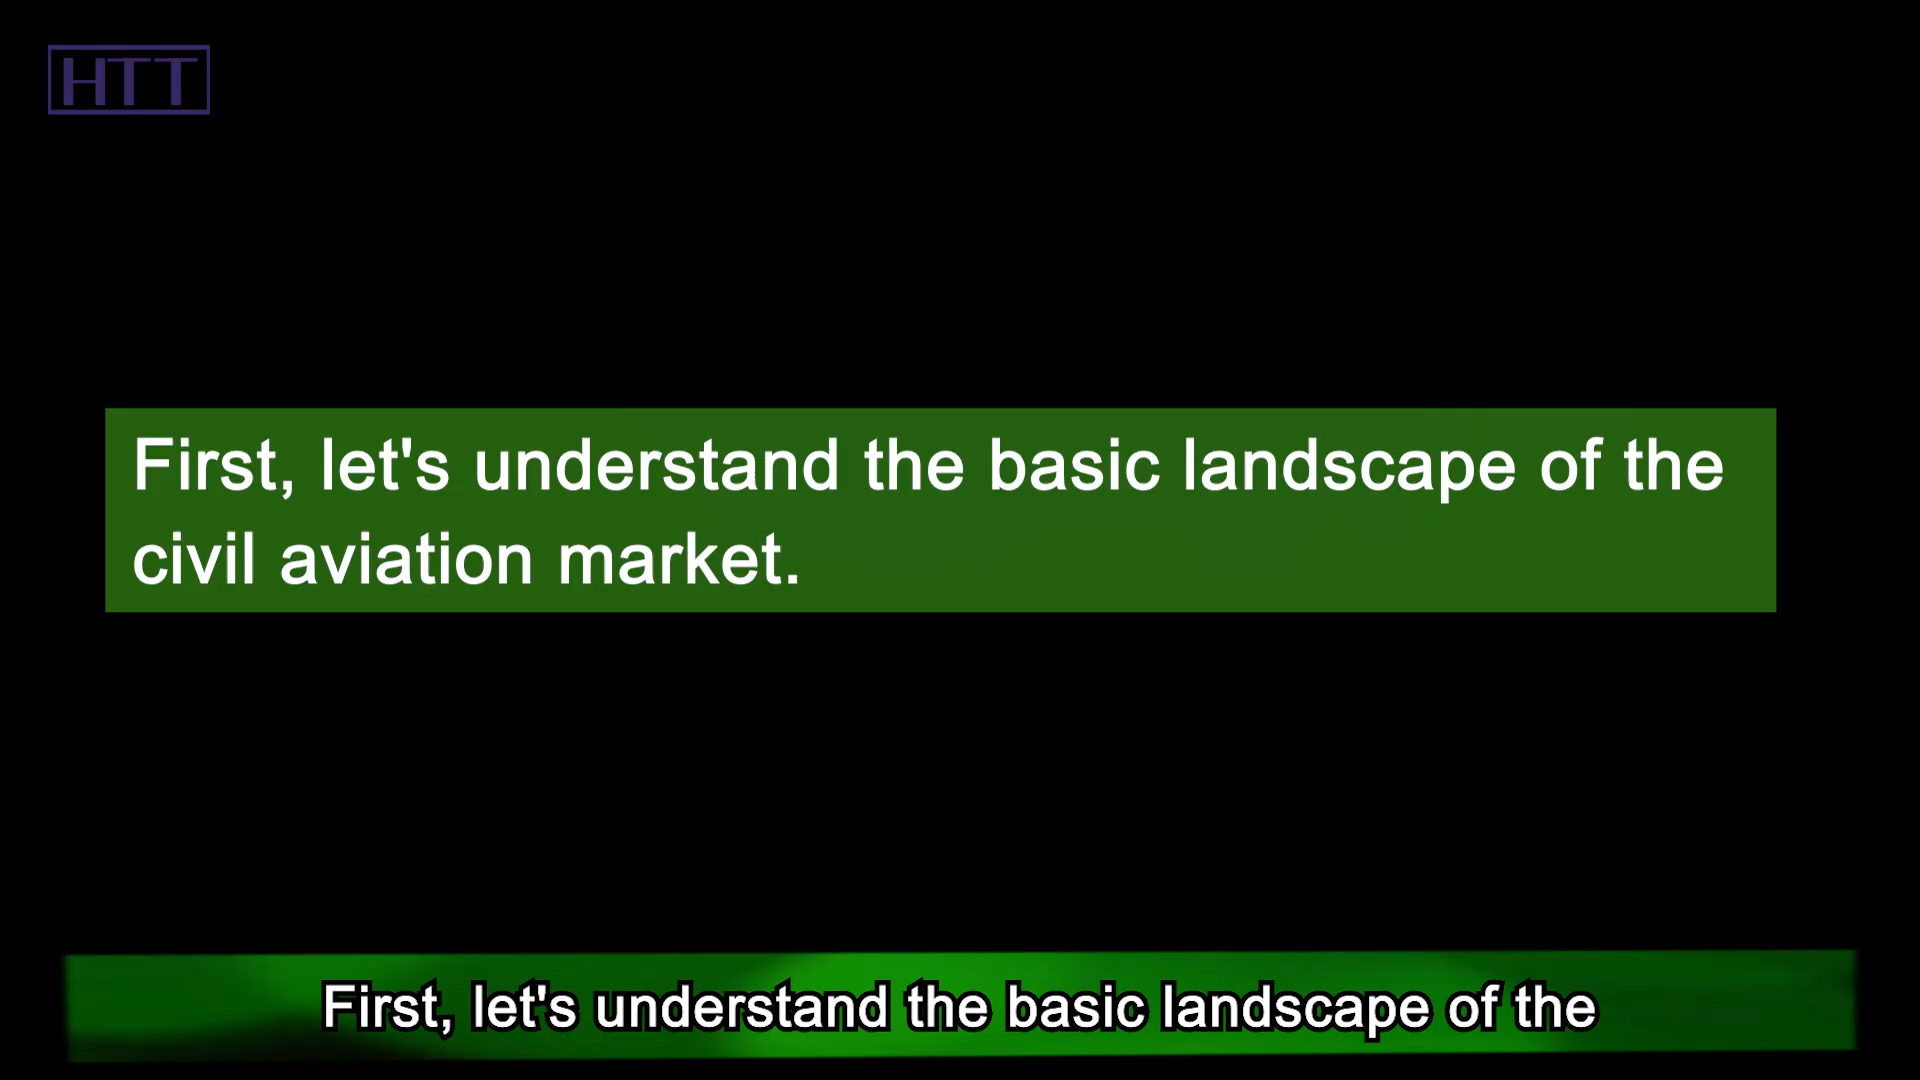 HTT
First, let's understand the basic landscape of the
civil aviation market.
First, let's understand the basic landscape of the